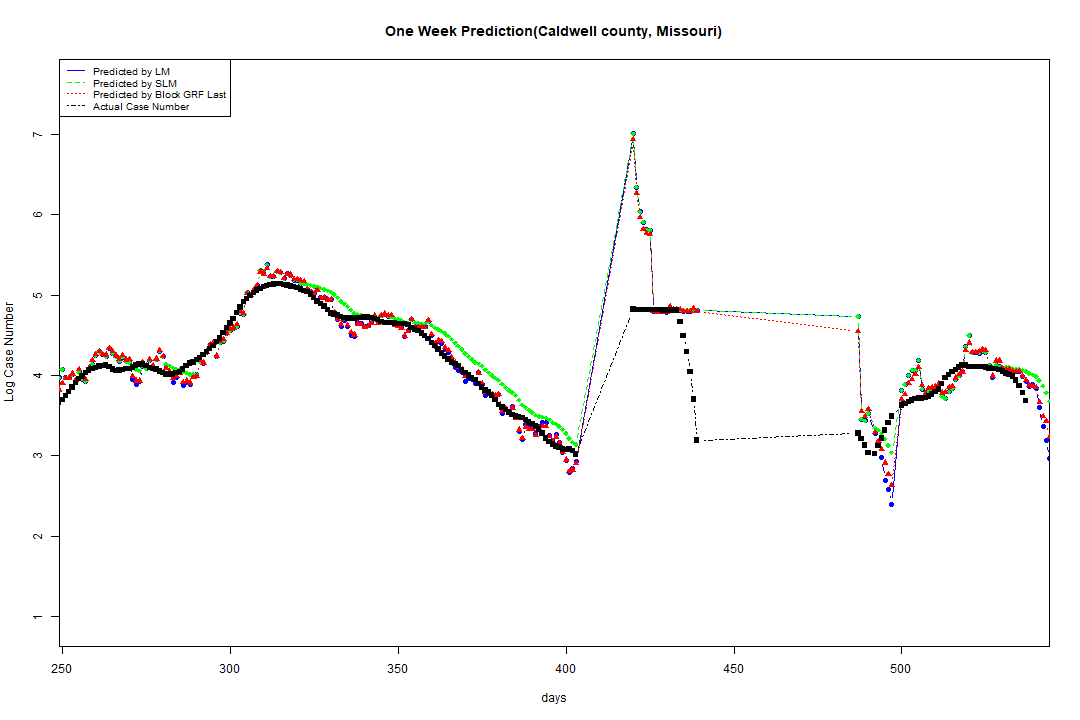 One Week Prediction(Caldwell county, Missouri)
Predicted by LM
Predicted by SLM
Predicted by Block GRF Last
Actual Case Number
7
6
5
4
3
2
1
Log Case Number
250 300 350 400 450 500
days